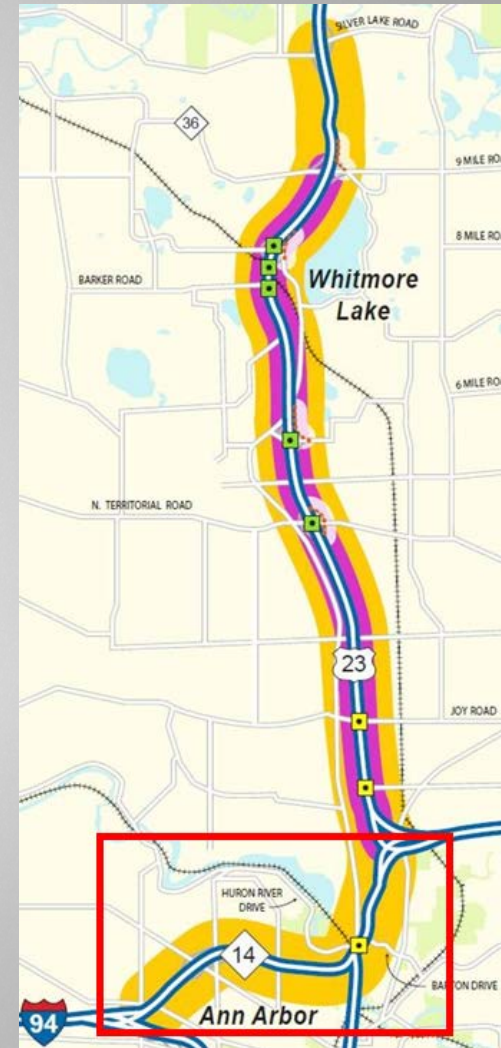 SILVER LAKE ROAD
36
9 MILE RO
8 MILE RO
BARKER ROAD
Whitmore
Lake
6 MILE RO
N. TERRITORIAL ROAD
23
JOY ROAD
HURON RIVER
DRIVE
14
BARTON DRIVE
Ann Arbor
94